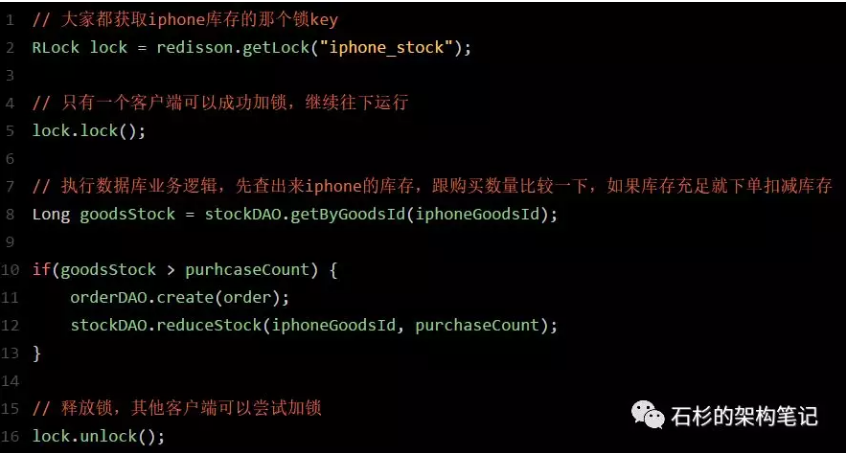 1 // 大家都获取iphone库存的那个锁key
2 RLock lock = redisson.getLock("iphone_stock");
3
4 // 只有一个客户端可以成功加锁，继续往下运行
5 lock.lock();
6
7 // 执行数据库业务逻辑，先查出来iphone的库存，跟购买数量比较一下，如果库存充足就下单扣减库存
8 Long goodsStock = stockDAO.getByGoodsId(iphoneGoodsId);
9
10 if(goodsStock > purhcaseCount) {
11 orderDAO.create(order);
12 stockDAO.reduceStock(iphoneGoodsId, purchaseCount);
13 }
14
15 // 释放锁，其他客户端可以尝试加锁
16 lock.unlock();
石杉的架构笔记